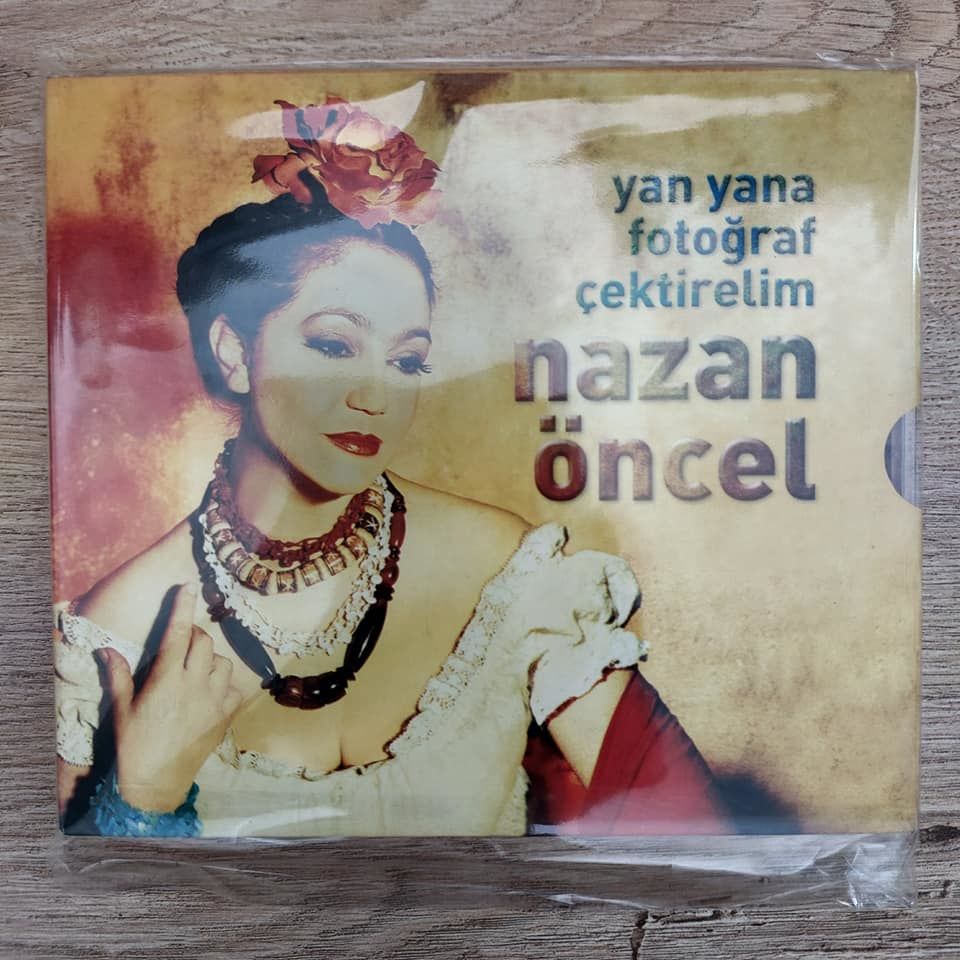 yan yana
fotoğraf
çektirelim
nazan
öncel